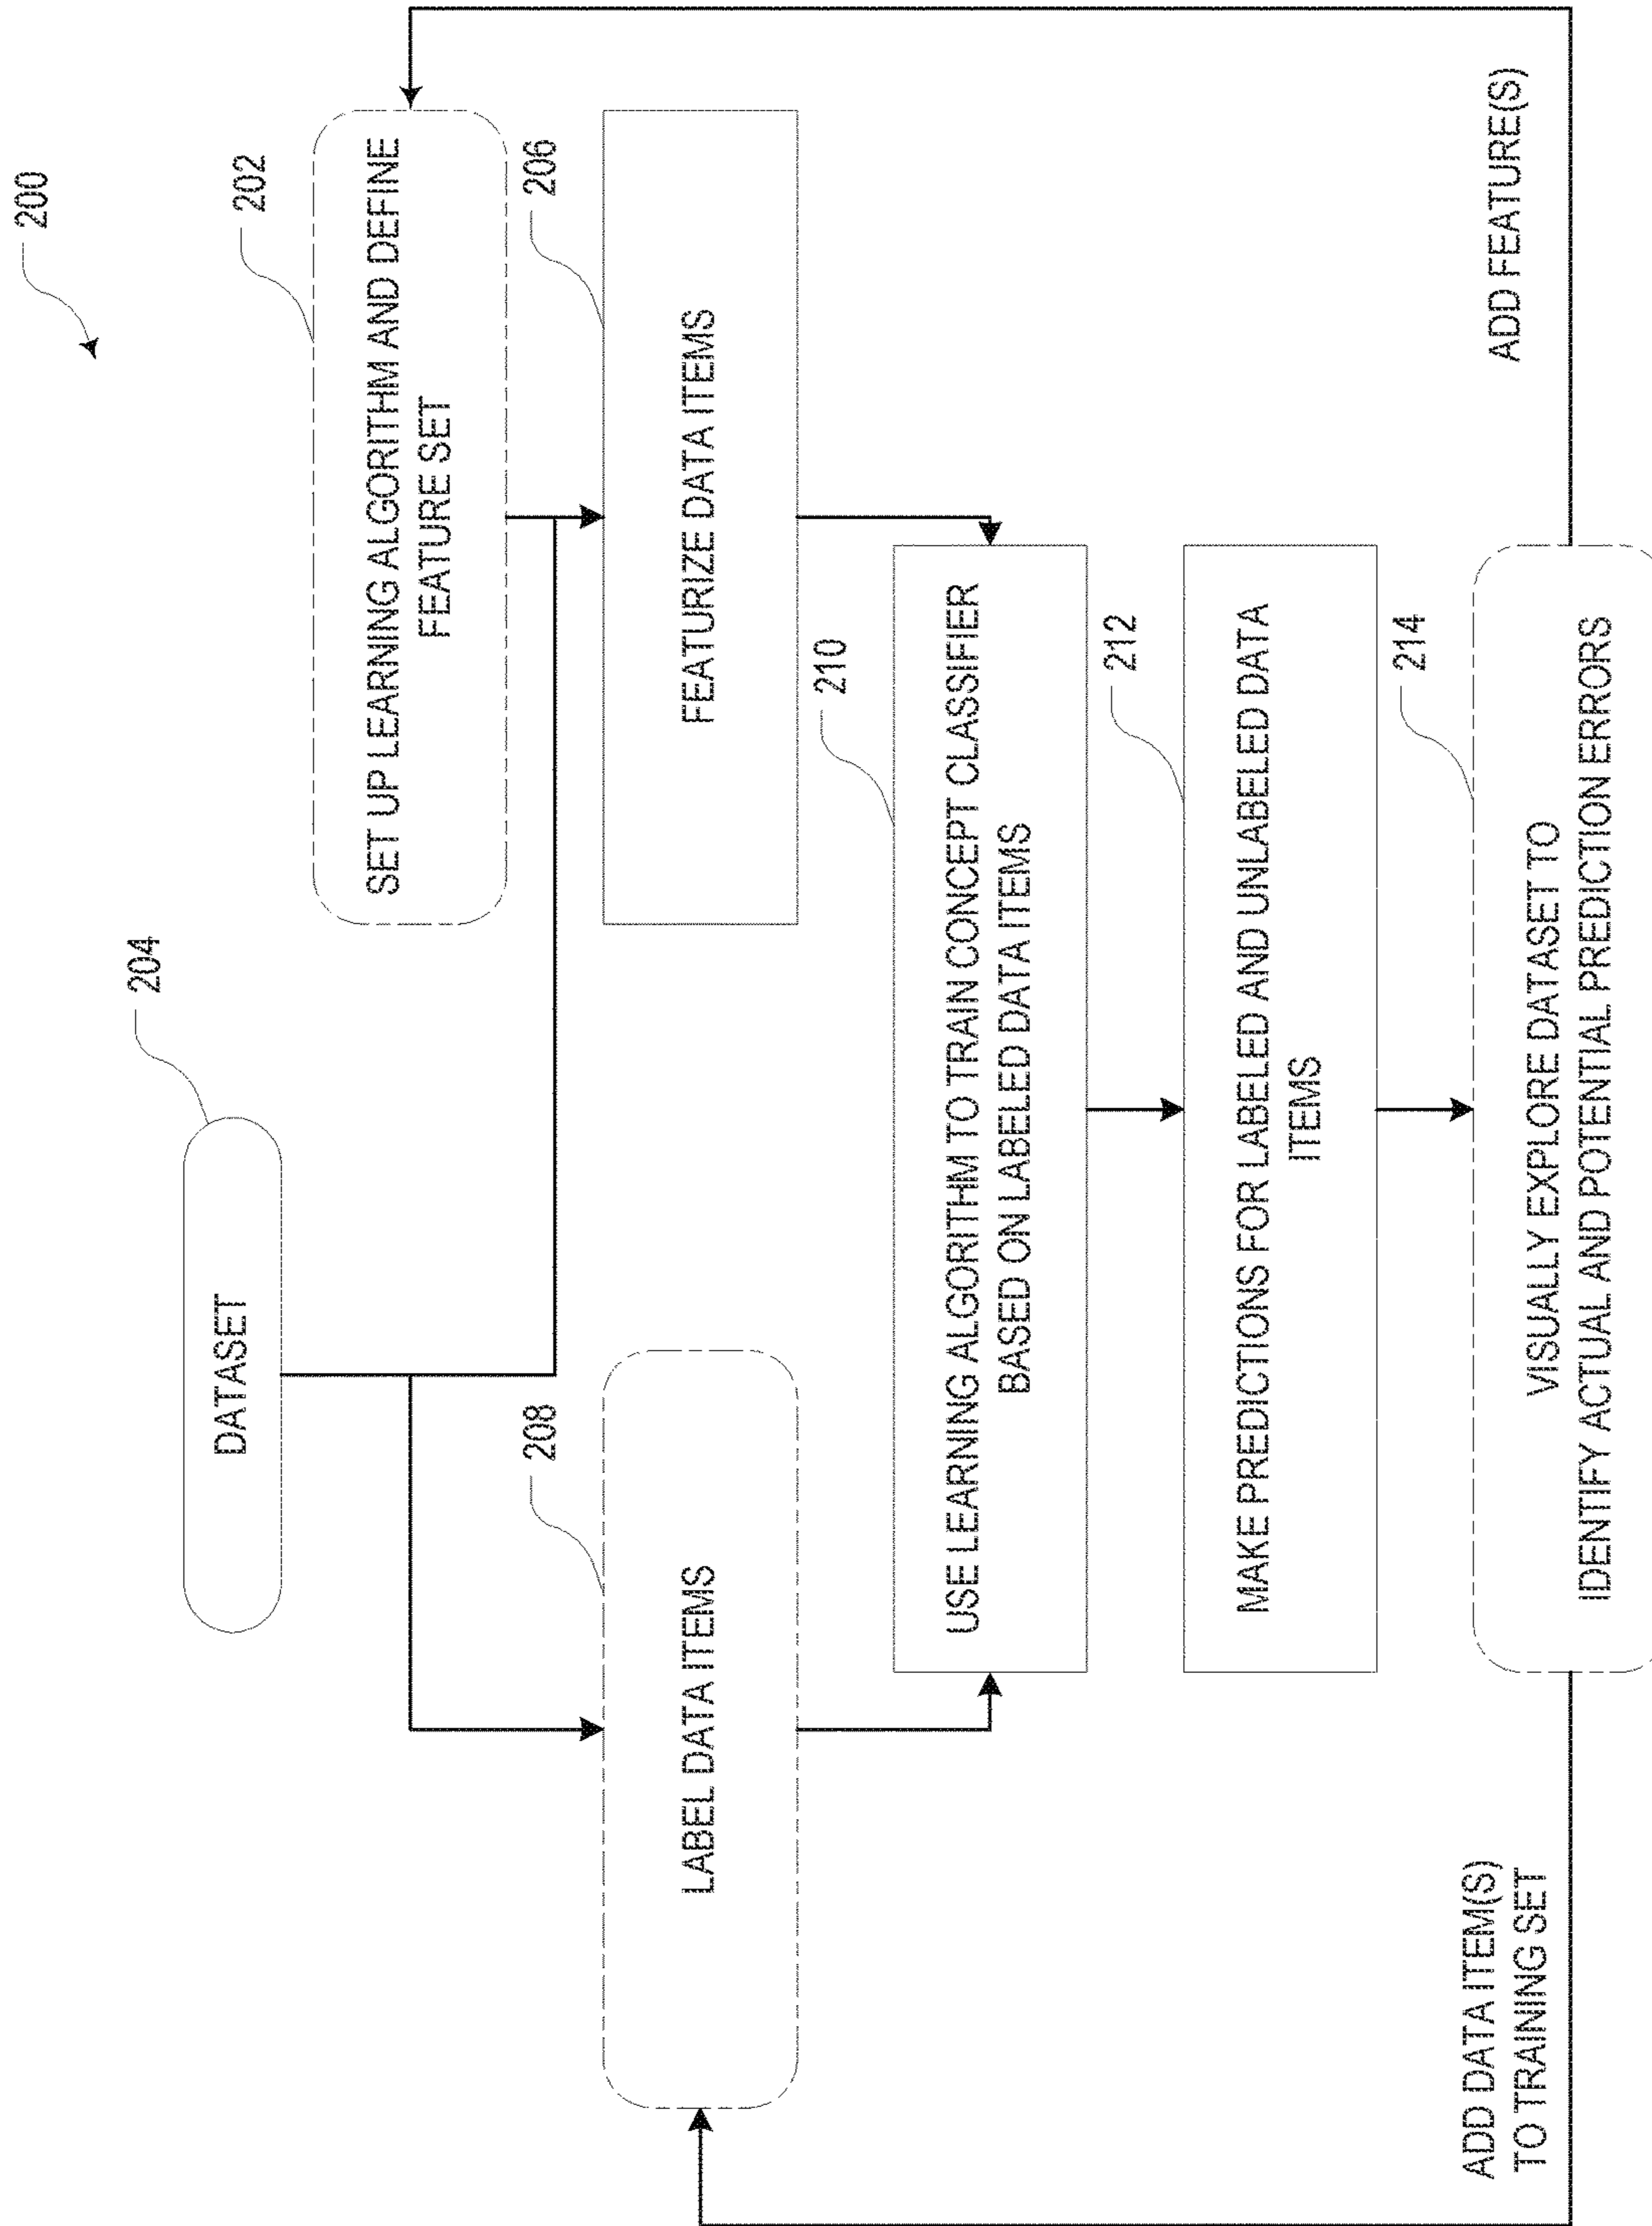 200
204
DATASET
202
SET UP LEARNING ALGORITHM AND DEFINE
FEATURE SET
208
LABEL DATA ITEMS
206
FEATURIZE DATA ITEMS
210
USE LEARNING ALGORITHM TO TRAIN CONCEPT CLASSIFIER
BASED ON LABELED DATA ITEMS
212
MAKE PREDICTIONS FOR LABELED AND UNLABELED DATA
ITEMS
214
VISUALLY EXPLORE DATASET TO
IDENTIFY ACTUAL AND POTENTIAL PREDICTION ERRORS
ADD DATA ITEM(S)
TO TRAINING SET
ADD FEATURE(S)